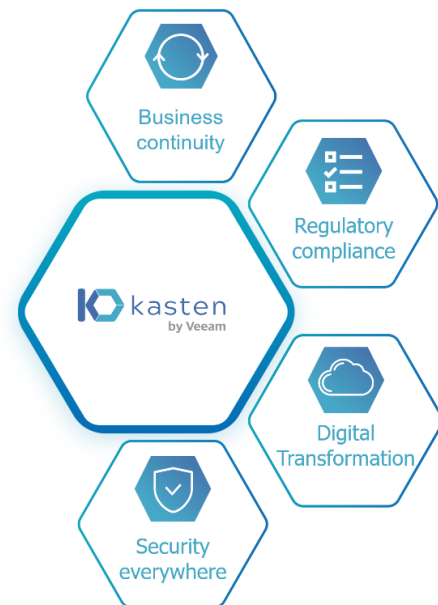 Business
continuity
Regulatory
compliance
kasten
by Veeam
Digital
Transformation
Security
everywhere